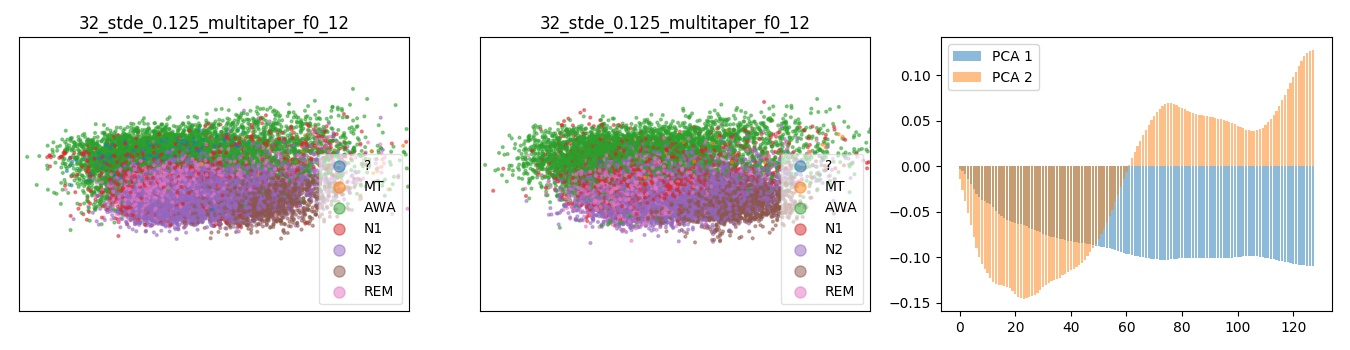 32_stde_0.125_multitaper_f0_12
?
MT
AWA
N1
N2
N3
REM
32_stde_0.125_multitaper_f0_12
?
MT
AWA
N1
N2
N3
REM
PCA 1
PCA 2
0.10
0.05
0.00
−0.05
−0.10
−0.15
0 20 40 60 80 100 120